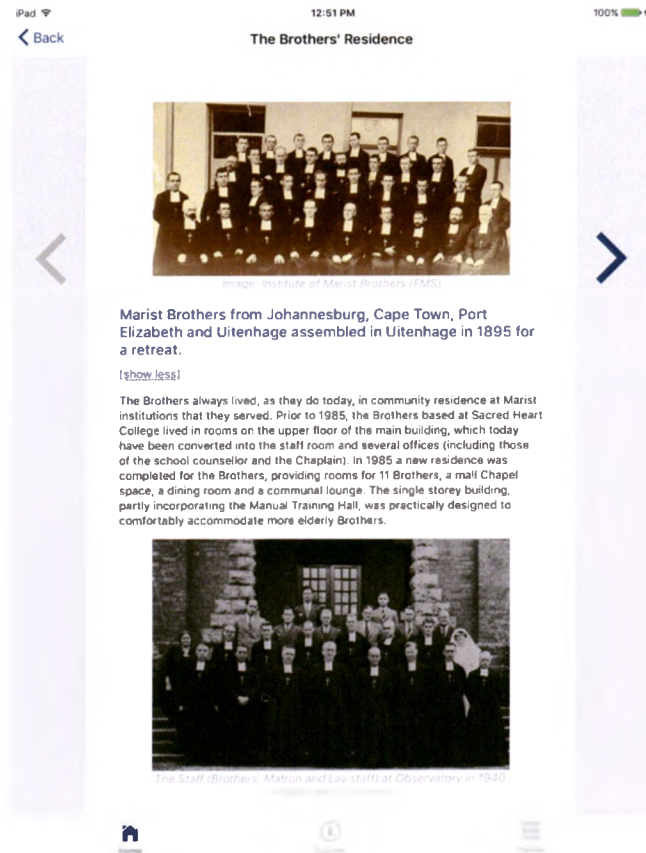 iPad
12:51 PM
100%
Back
The Brothers' Residence
Image: Institute of Marist Brothers (FMS)
Marist Brothers from Johannesburg, Cape Town, Port
Elizabeth and Uitenhage assembled in Uitenhage in 1895 for
a retreat.
[show less]
The Brothers always lived, as they do today, in community residence at Marist
institutions that they served. Prior to 1985, the Brothers based at Sacred Heart
College lived in rooms on the upper floor of the main building, which today
have been converted into the staff room and several offices (including those
of the school counsellor and the Chaplain). In 1985 a new residence was
completed for the Brothers, providing rooms for 11 Brothers, a mall Chapel
space, a dining room and a communal lounge. The single storey building,
partly incorporating the Manual Training Hall, was practically designed to
comfortably accommodate more elderly Brothers.
The Staff (Brothers, Matron and Lay staff) at Observatory in 1940